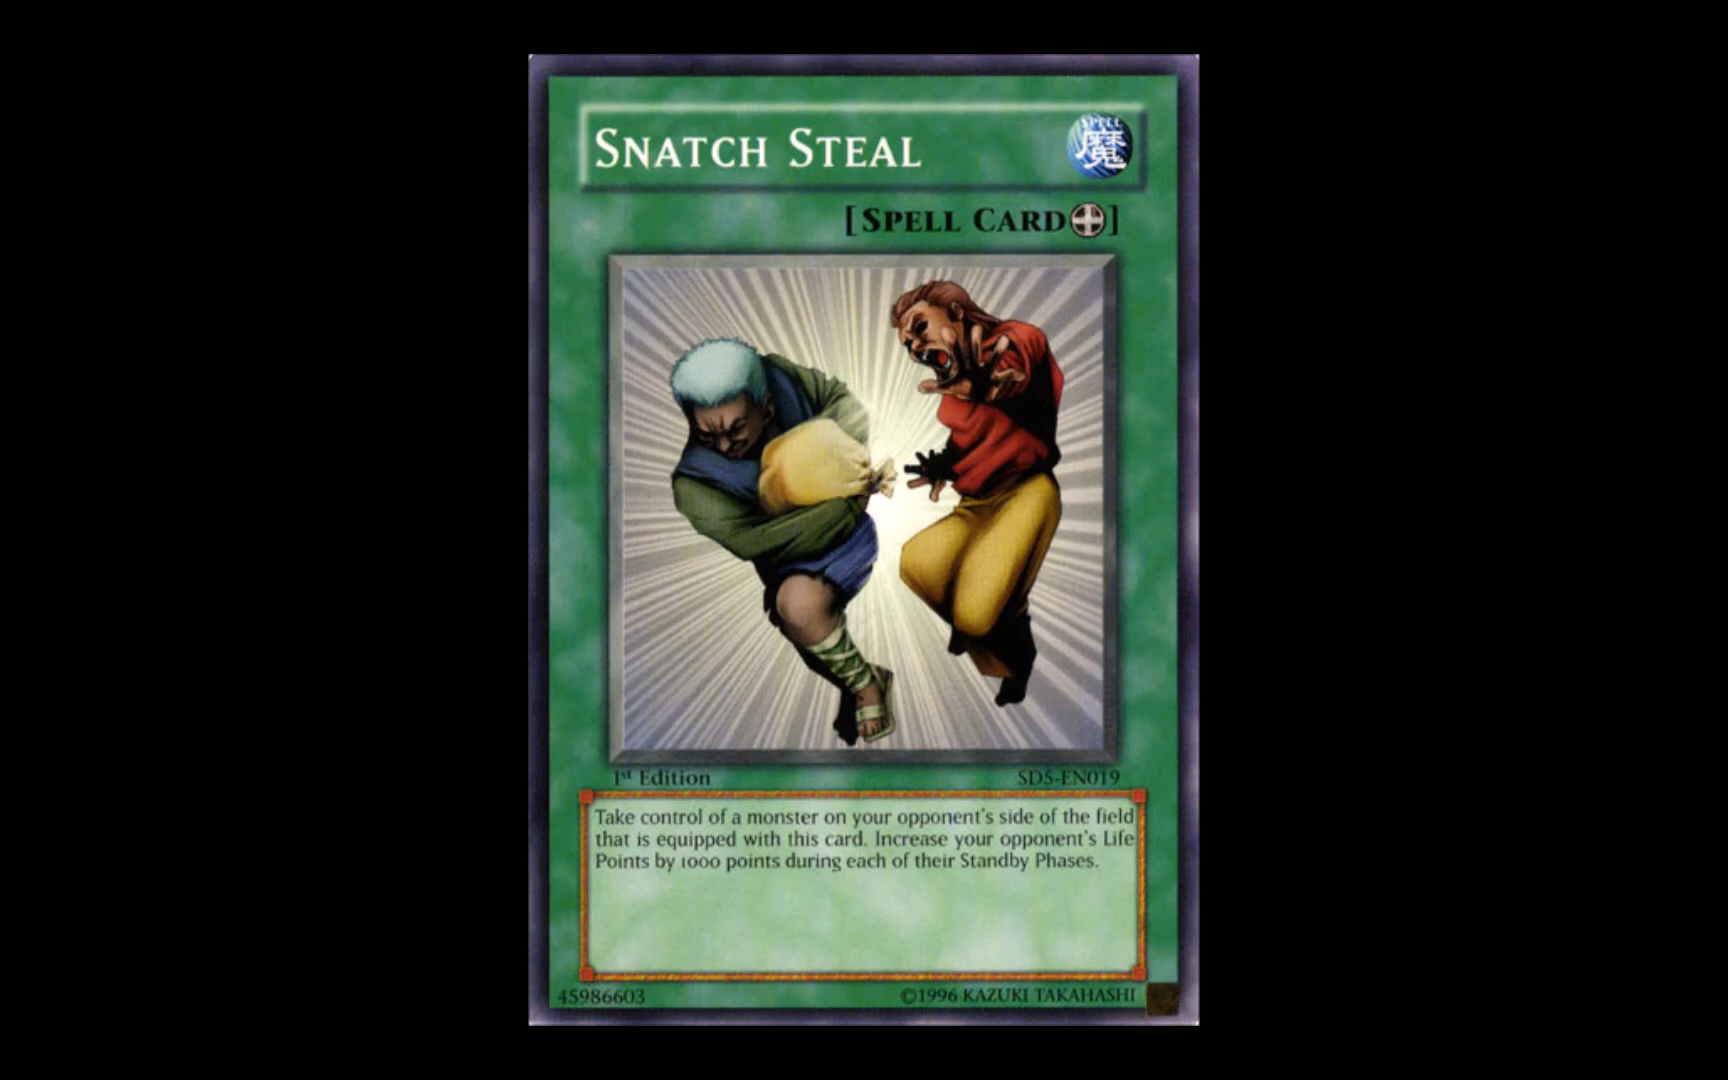 SNATCH STEAL
SPELL
魔
[SPELL CARD]
1st Edition
SD5-EN019
Take control of a monster on your opponent's side of the field
that is equipped with this card. Increase your opponent's Life
Points by 1000 points during each of their Standby Phases.
45986603
©1996 KAZUKI TAKAHASHI